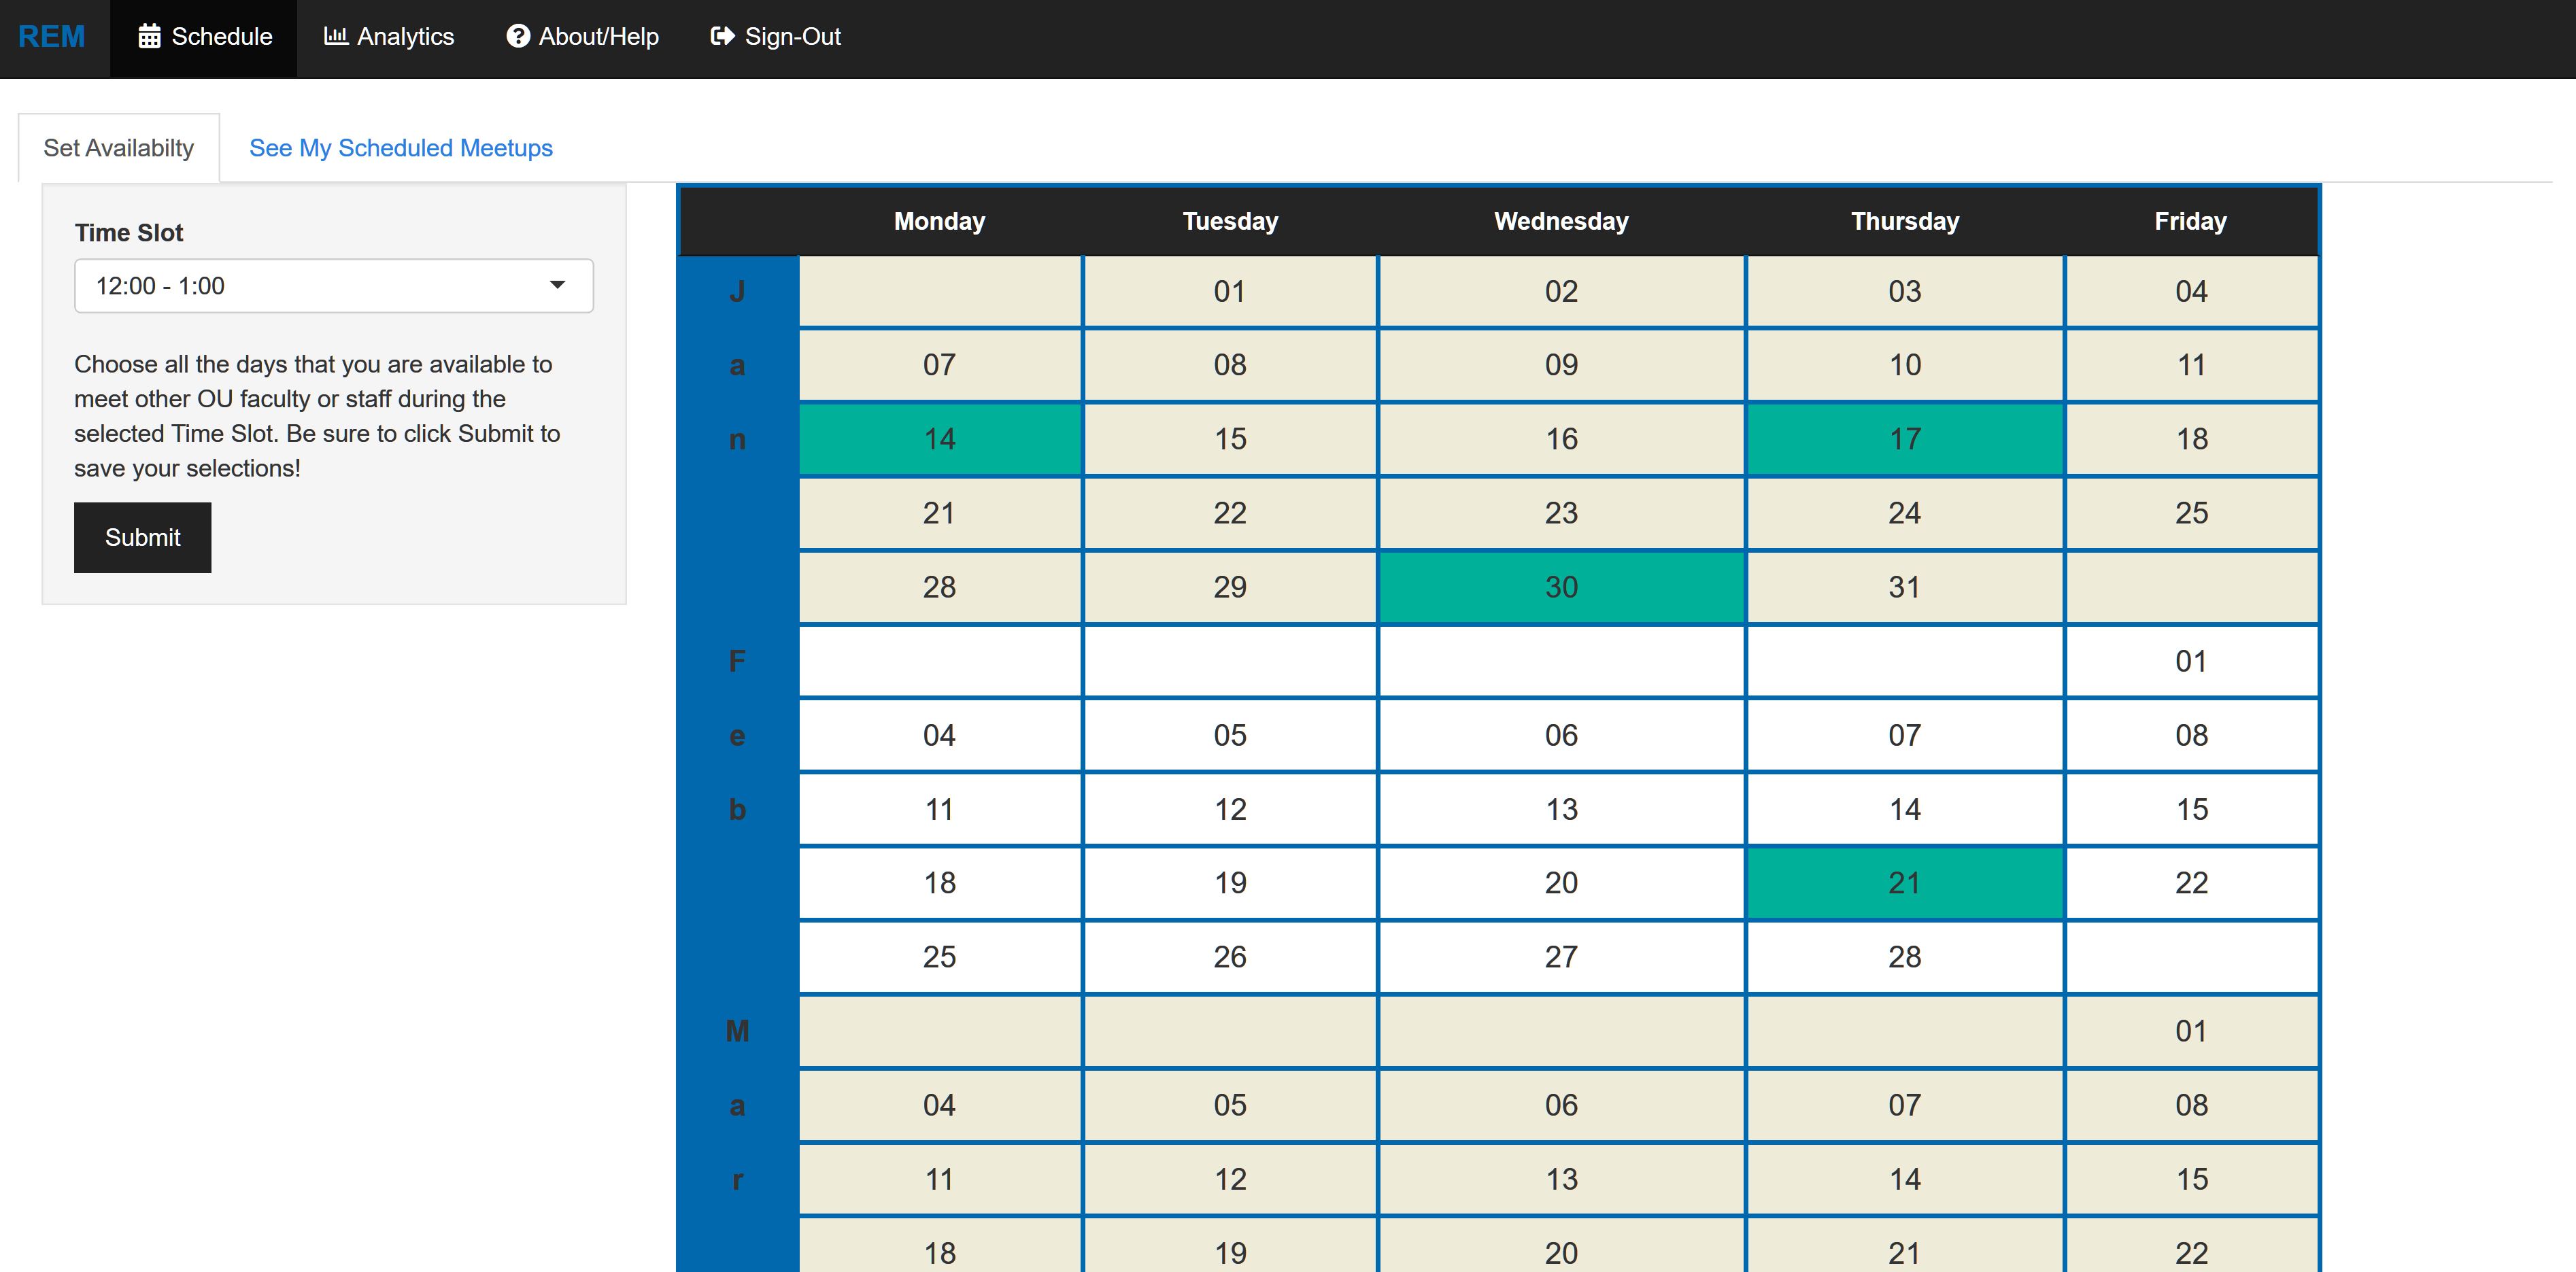 REM Schedule Analytics About/Help Sign-Out
Set Availabilty See My Scheduled Meetups
Time Slot
12:00 - 1:00
Choose all the days that you are available to
meet other OU faculty or staff during the
selected Time Slot. Be sure to click Submit to
save your selections!
Submit
Monday Tuesday Wednesday Thursday Friday
J 01 02 03 04
a 07 08 09 10 11
n 14 15 16 17 18
21 22 23 24 25
28 29 30 31
F 01
e 04 05 06 07 08
b 11 12 13 14 15
18 19 20 21 22
25 26 27 28
M 01
a 04 05 06 07 08
r 11 12 13 14 15
18 19 20 21 22